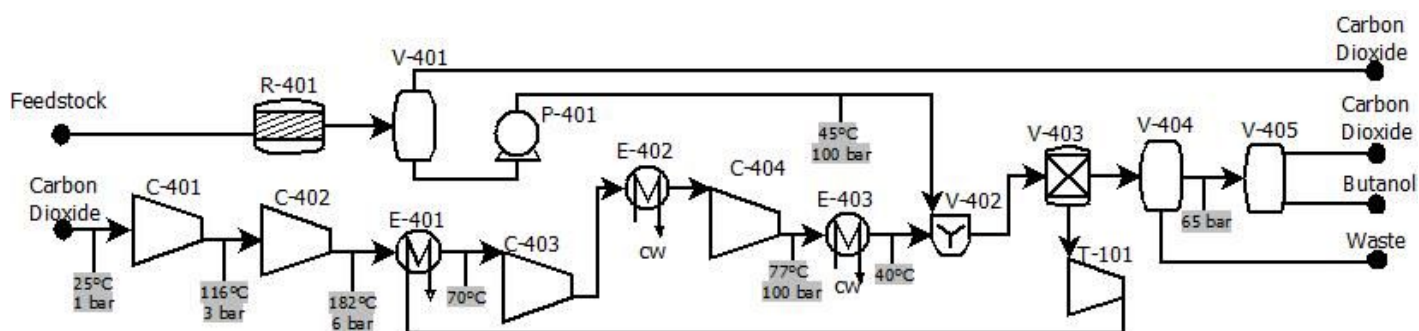 Carbon
Dioxide
V-401
R-401
Feedstock
P-401
Carbon
Dioxide
45°C
100 bar
V-403
V-404
V-405
E-402
C-404
Carbon
Dioxide
C-401
C-402
E-403
V-402
Butanol
E-401
C-403
cw
65 bar
Waste
25°C
1 bar
116°C
3 bar
182°C
6 bar
70°C
77°C
100 bar
cw
40°C
T-101